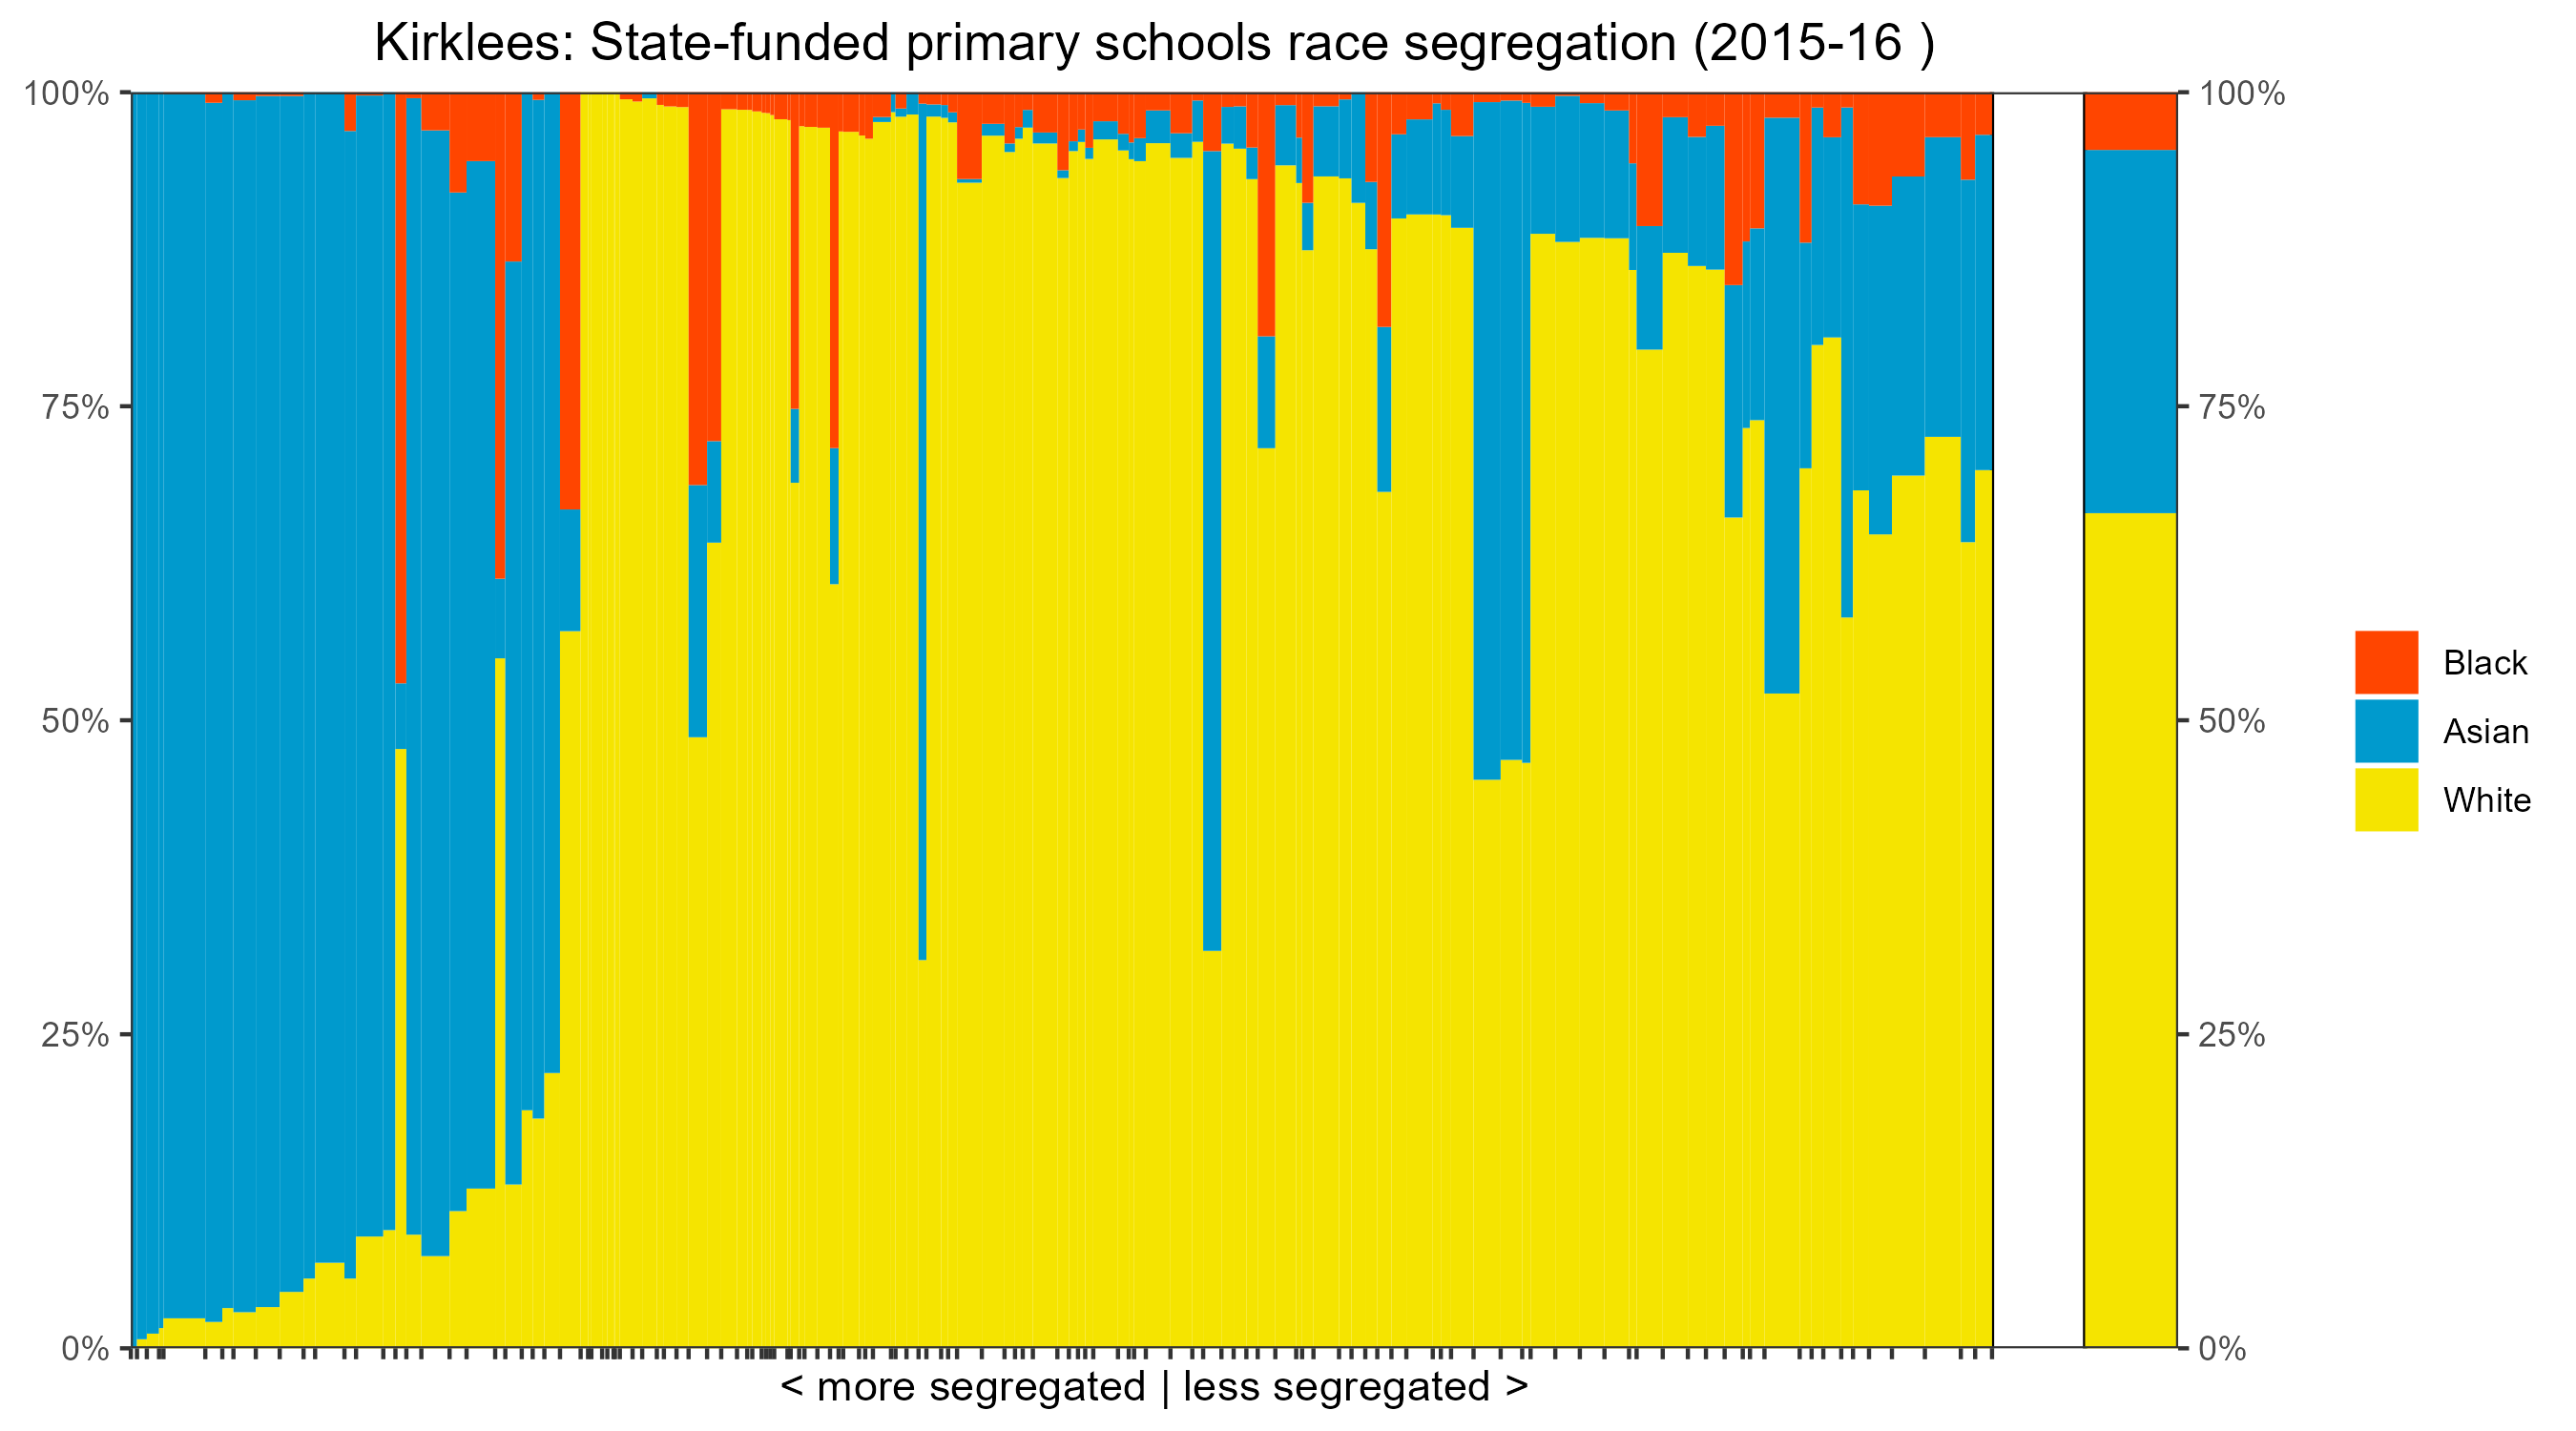 Kirklees: State-funded primary schools race segregation (2015-16 )
100%
75%
50%
25%
0%
100%
75%
50%
25%
0%
Black
Asian
White
< more segregated | less segregated >